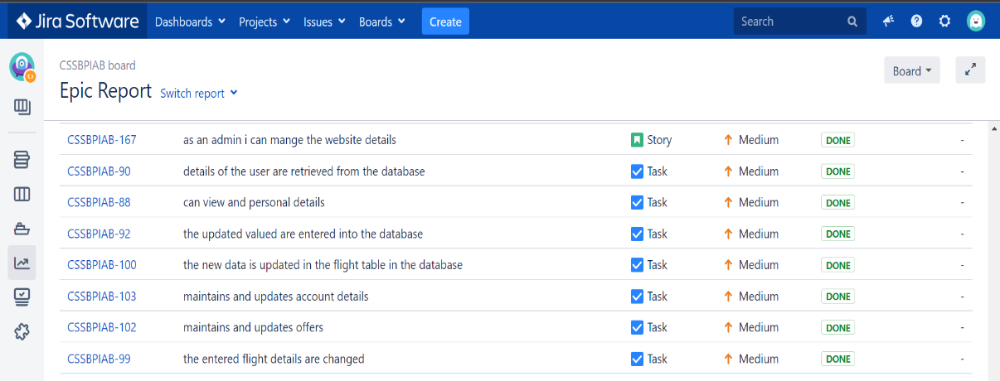 Jira Software Dashboards Projects Issues Boards Create Search
CSSBPIAB board
Epic Report Switch report Board
CSSBPIAB-167 as an admin i can mange the website details Story Medium DONE -
CSSBPIAB-90 details of the user are retrieved from the database Task Medium DONE -
CSSBPIAB-88 can view and personal details Task Medium DONE -
CSSBPIAB-92 the updated valued are entered into the database Task Medium DONE -
CSSBPIAB-100 the new data is updated in the flight table in the database Task Medium DONE -
CSSBPIAB-103 maintains and updates account details Task Medium DONE -
CSSBPIAB-102 maintains and updates offers Task Medium DONE -
CSSBPIAB-99 the entered flight details are changed Task Medium DONE -